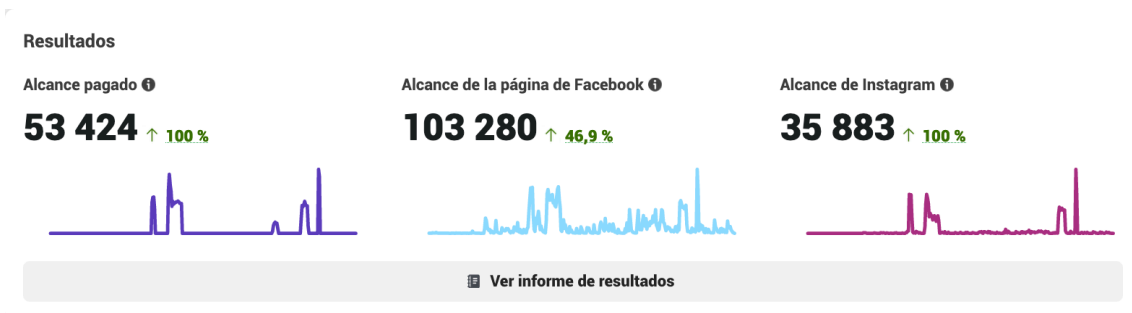 Resultados
Alcance pagado
53 424 ↑ 100 %
Alcance de la página de Facebook
103 280 ↑ 46,9 %
Alcance de Instagram
35 883 ↑ 100 %
Ver informe de resultados